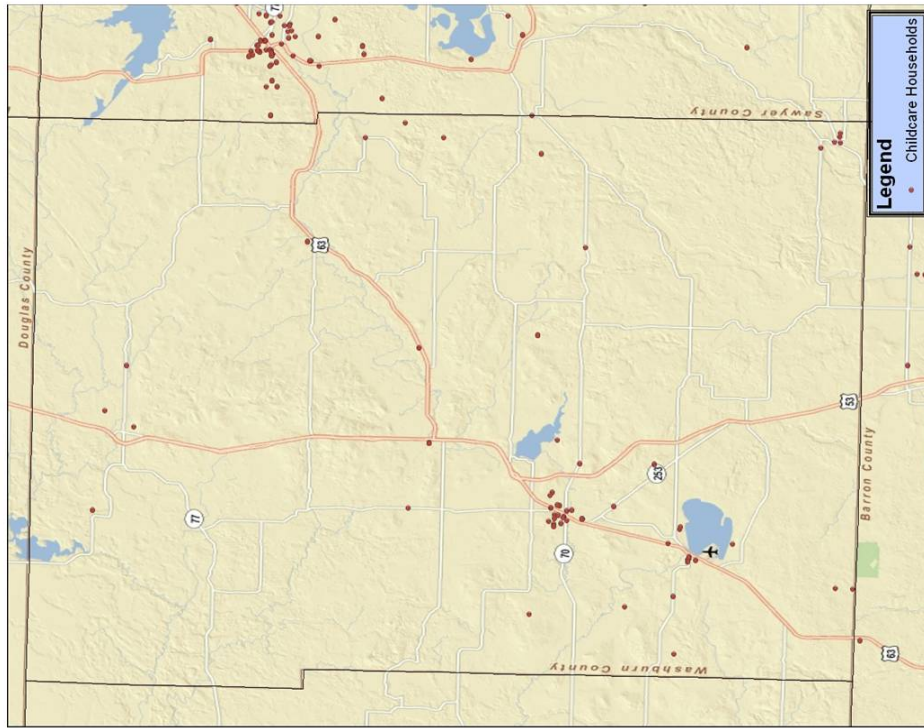 77
Douglas County
63
Sawyer County
77
253
70
53
Barron County
Washburn County
63
Legend
Childcare Households